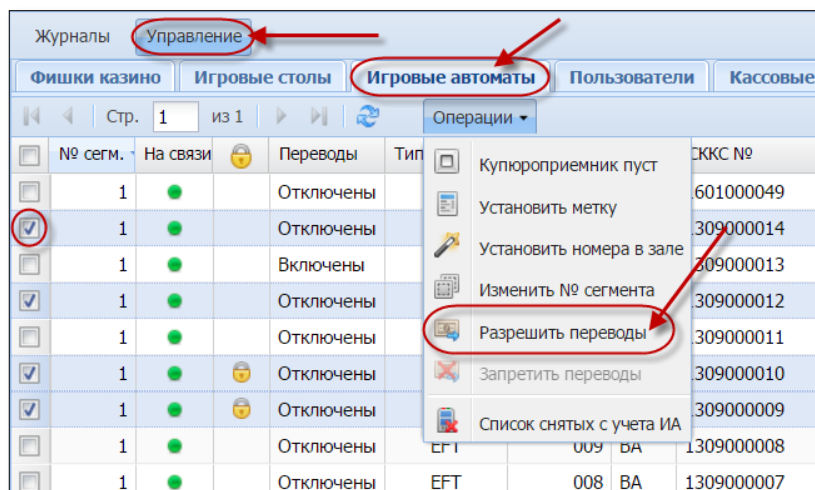 Журналы Управление
Фишки казино Игровые столы Игровые автоматы Пользователи Кассовые
Стр. 1 из 1 Операции
№ сегм. На связи Переводы Тип СККС №
1 Отключены 1601000049
1 Отключены 1309000014
1 Включены 1309000013
1 Отключены 1309000012
1 Отключены 1309000011
1 Отключены 1309000010
1 Отключены 1309000009
1 Отключены EFT 009 BA 1309000008
1 Отключены EFT 008 BA 1309000007
Купюроприемник пуст
Установить метку
Установить номера в зале
Изменить № сегмента
Разрешить переводы
Запретить переводы
Список снятых с учета ИА